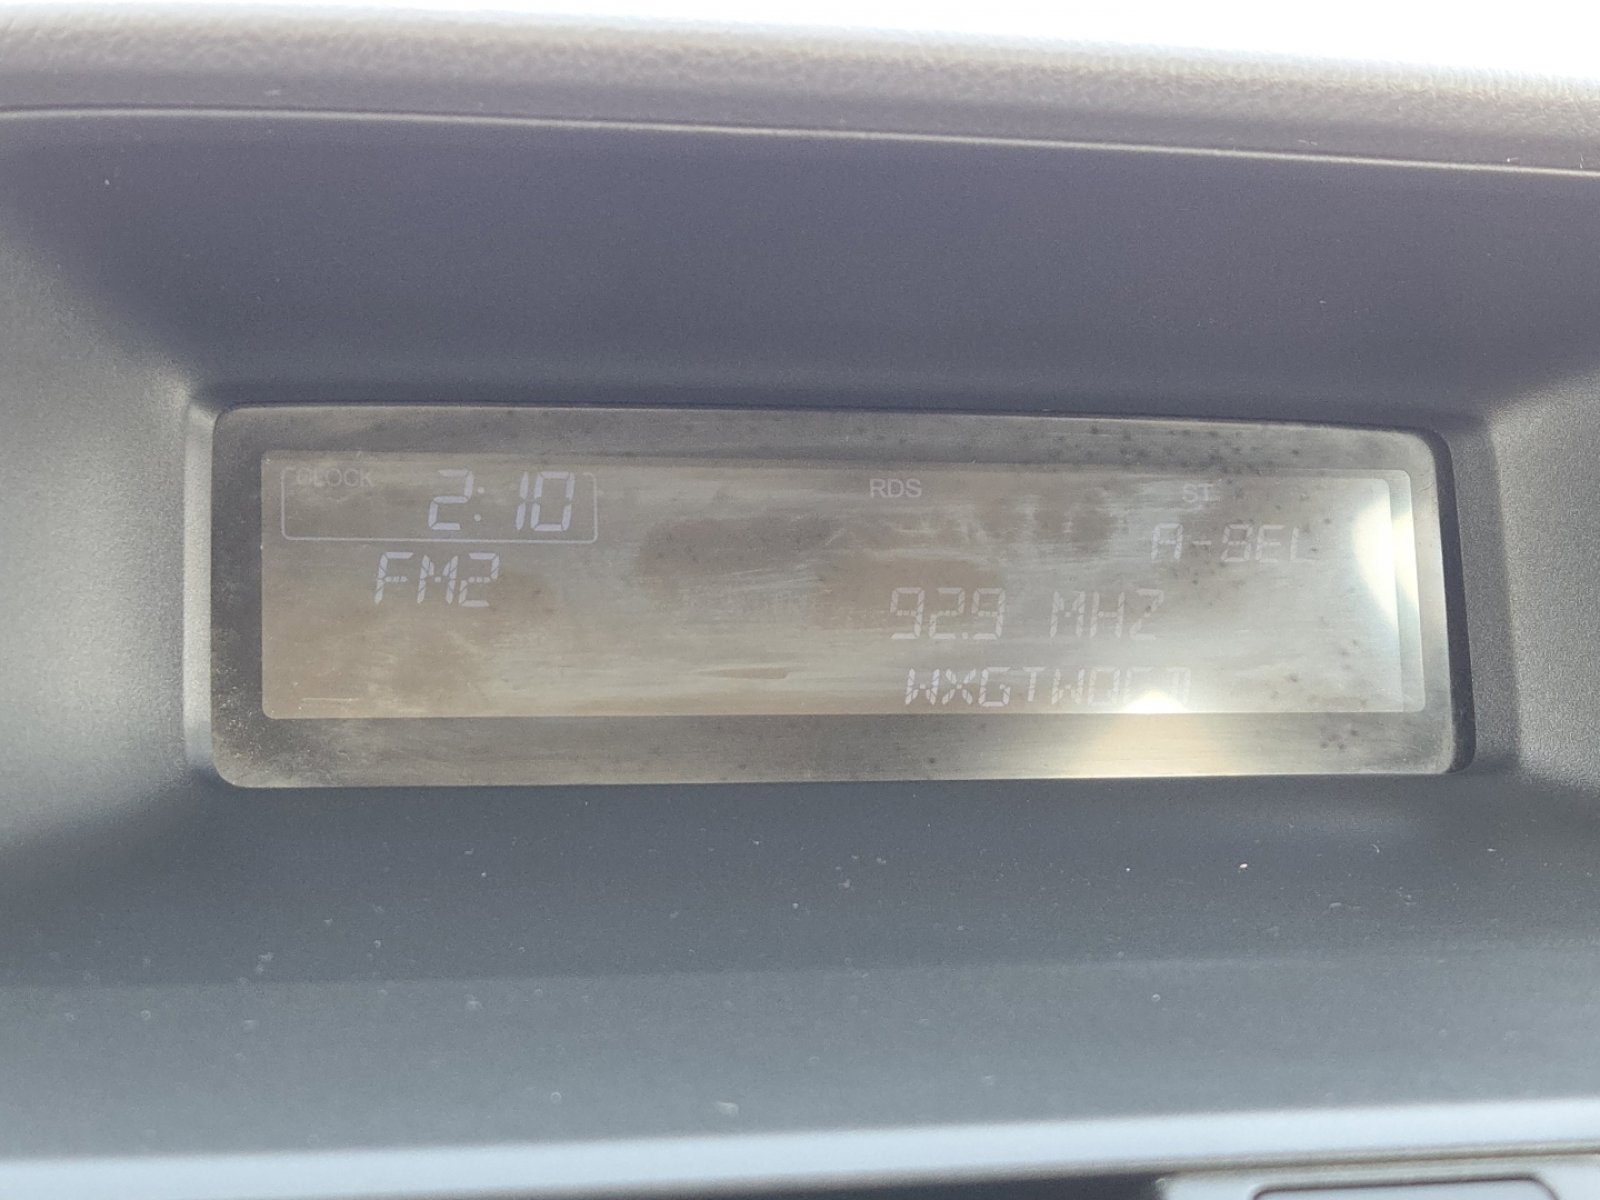 CLOCK 2:10
RDS
ST
A-SEL
FM2
92.9 MHZ